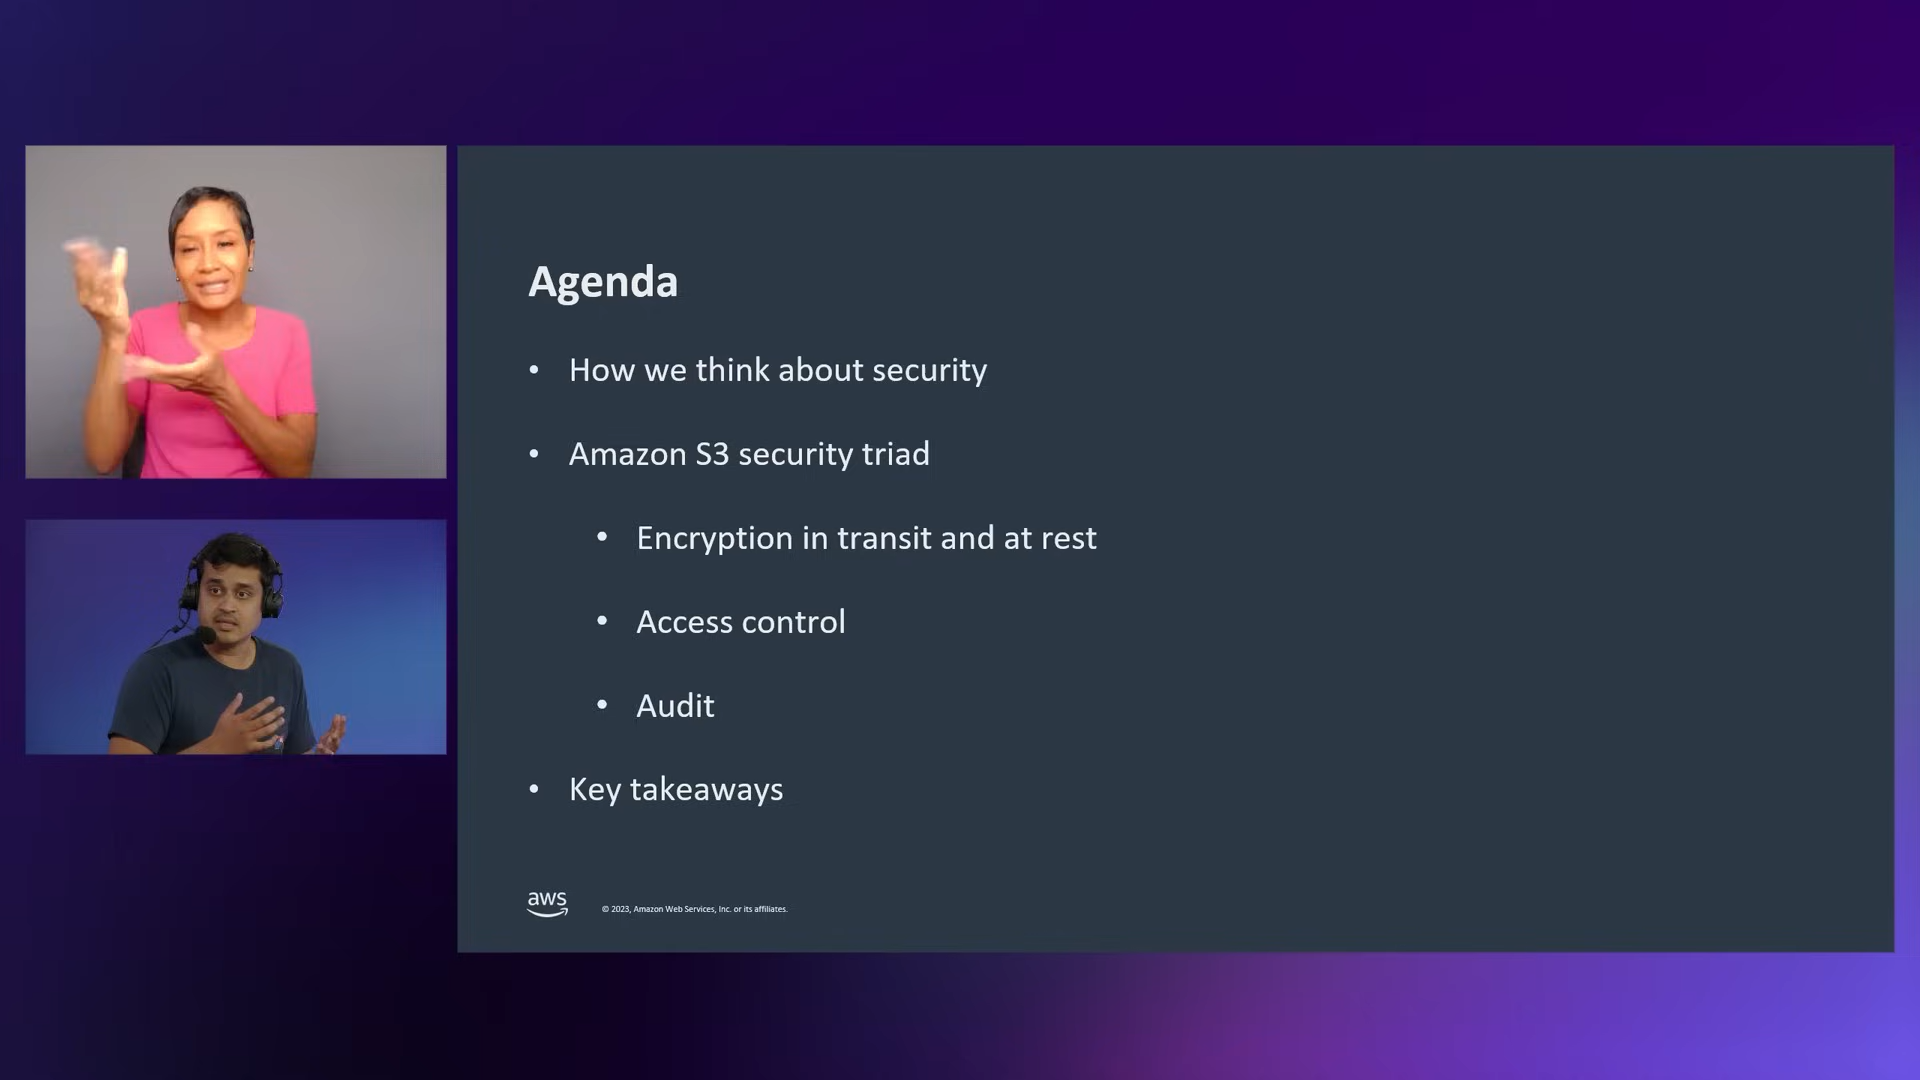 Agenda
• How we think about security
• Amazon S3 security triad
• Encryption in transit and at rest
• Access control
• Audit
• Key takeaways
aws
© 2023, Amazon Web Services, Inc. or its affiliates.